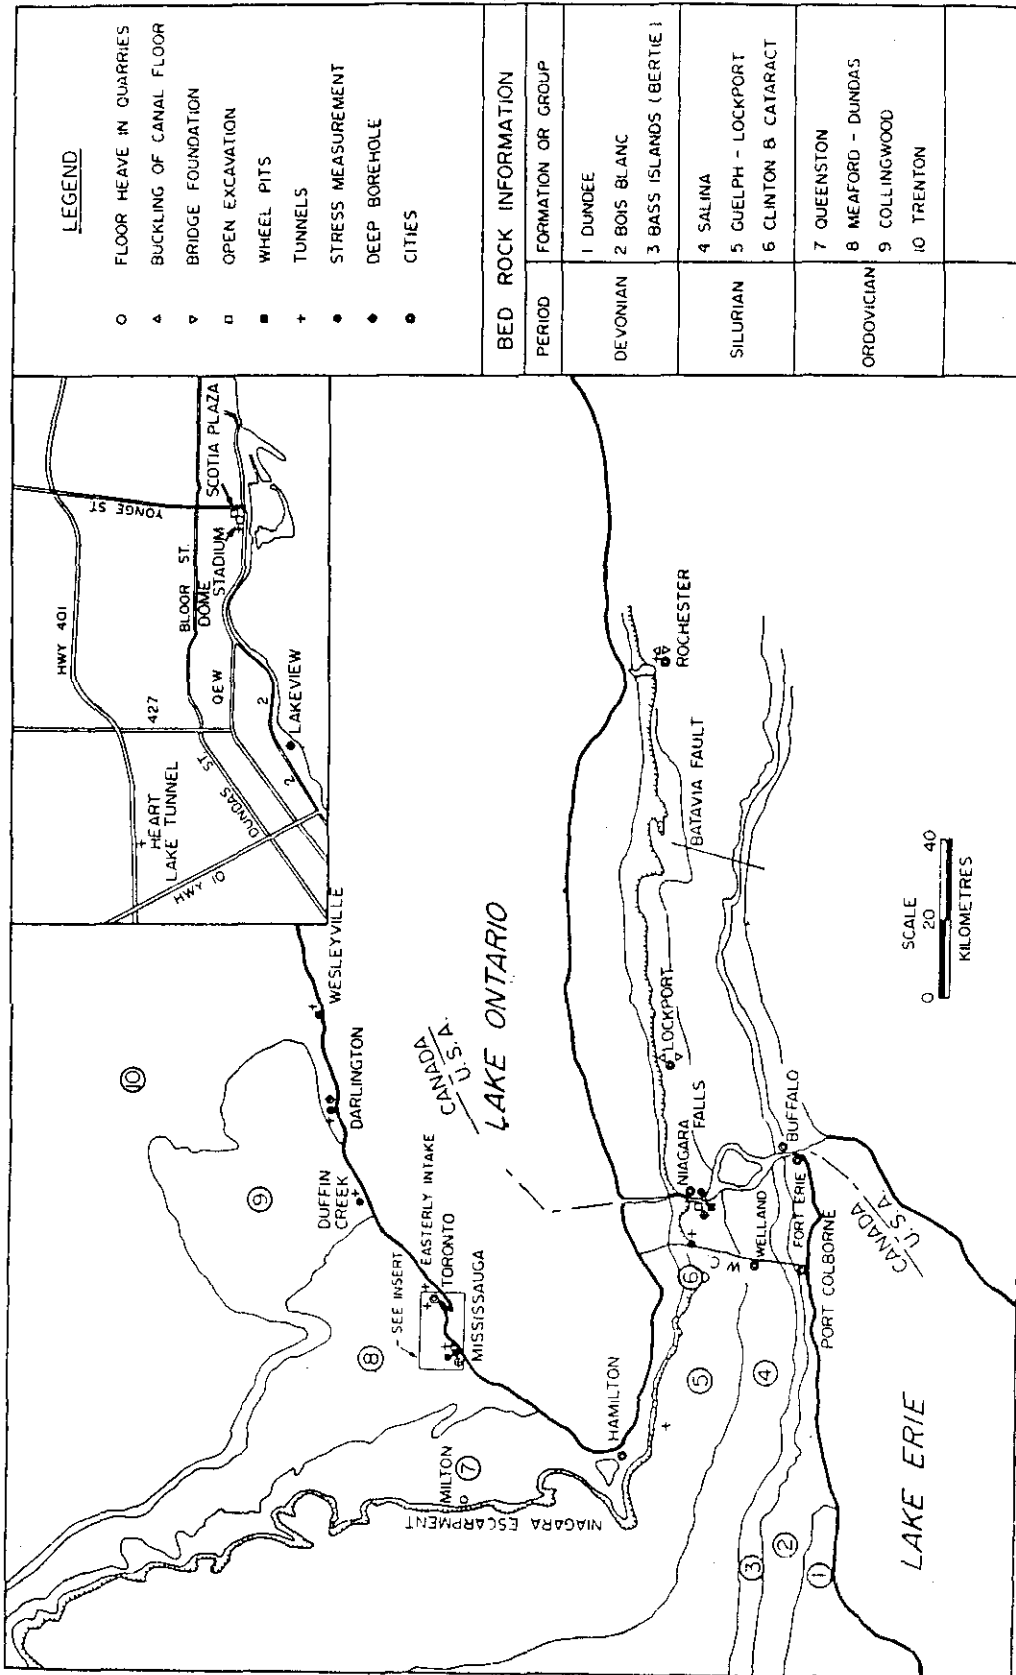 LEGEND
○ FLOOR HEAVE IN QUARRIES
▵ BUCKLING OF CANAL FLOOR
▿ BRIDGE FOUNDATION
□ OPEN EXCAVATION
■ WHEEL PITS
+ TUNNELS
● STRESS MEASUREMENT
◆ DEEP BOREHOLE
CITIES
BED ROCK INFORMATION
PERIOD FORMATION OR GROUP
DEVONIAN
1 DUNDEE
2 BOIS BLANC
3 BASS ISLANDS (BERTIE)
SILURIAN
4 SALINA
5 GUELPH - LOCKPORT
6 CLINTON & CATARACT
ORDOVICIAN
7 QUEENSTON
8 MEAFORD - DUNDAS
9 COLLINGWOOD
10 TRENTON
HWY 401
YONGE ST.
SCOTIA PLAZA
BLOOR ST.
DOME
STADIUM
427
QEW
2
LAKEVIEW
2
DUNDAS ST.
HEART
LAKE TUNNEL
HWY 10
WESLEYVILLE
10
DARLINGTON
9
DUFFIN
CREEK
CANADA
U.S.A.
LAKE ONTARIO
EASTERLY INTAKE
TORONTO
SEE INSERT
MISSISSAUGA
8
MILTON
7
NIAGARA ESCARPMENT
HAMILTON
ROCHESTER
BATAVIA FAULT
LOCKPORT
NIAGARA
FALLS
6
W C
WELLAND
BUFFALO
FORT ERIE
PORT COLBORNE
CANADA
U.S.A.
5
4
3
2
1
LAKE ERIE
SCALE
0 20 40
KILOMETRES